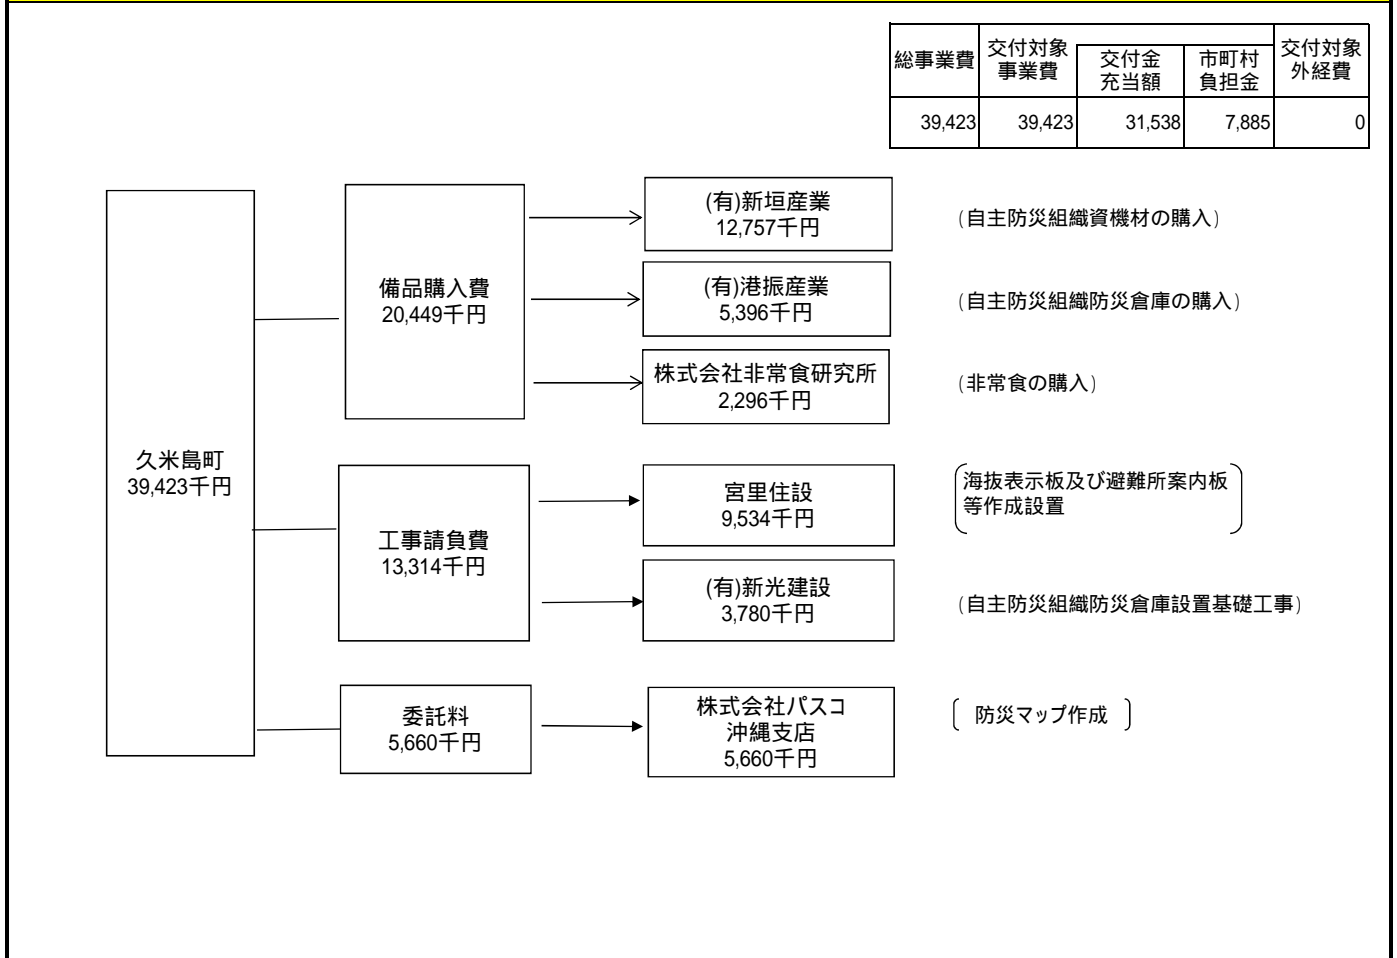 総事業費
交付対象
事業費
交付金
充当額
市町村
負担金
交付対象
外経費
39,423
39,423
31,538
7,885
0
久米島町
39,423千円
備品購入費
20,449千円
(有)新垣産業
12,757千円
(自主防災組織資機材の購入)
(有)港振産業
5,396千円
(自主防災組織防災倉庫の購入)
株式会社非常食研究所
2,296千円
(非常食の購入)
工事請負費
13,314千円
宮里住設
9,534千円
海抜表示板及び避難所案内板
等作成設置
(有)新光建設
3,780千円
(自主防災組織防災倉庫設置基礎工事)
委託料
5,660千円
株式会社パスコ
沖縄支店
5,660千円
防災マップ作成